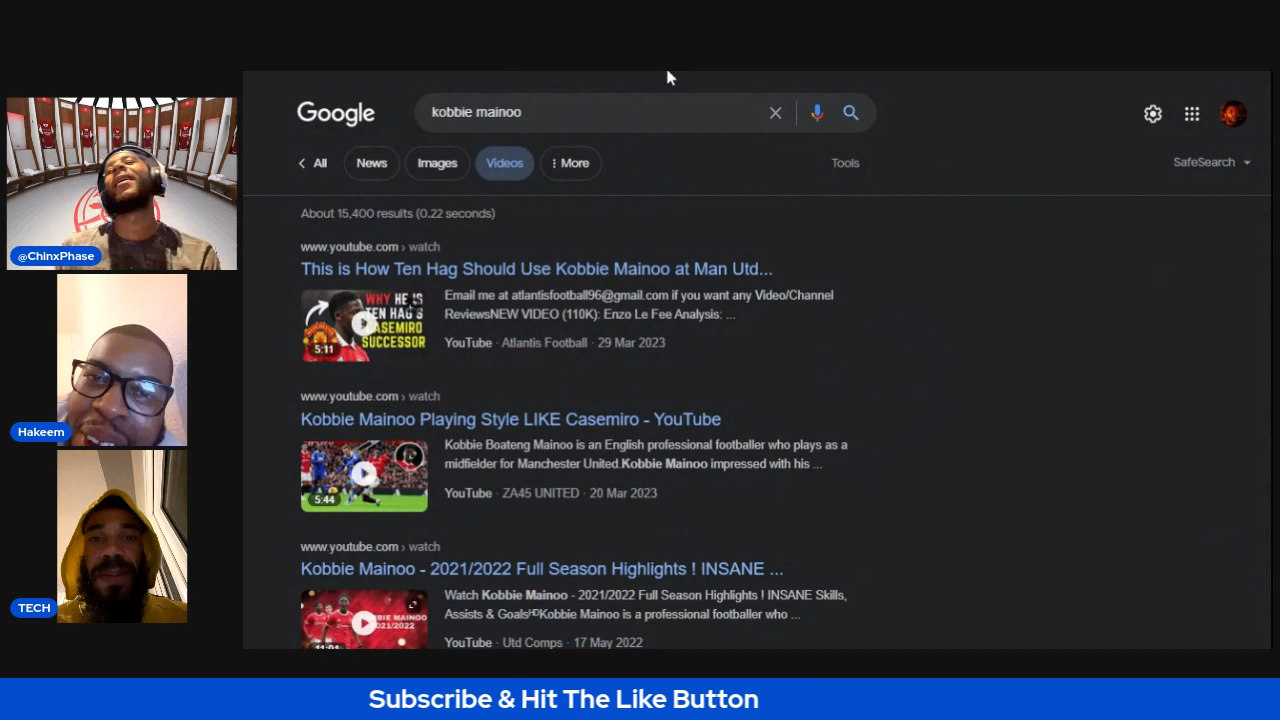 Google
kobbie mainoo
All
News
Images
Videos
More
Tools
SafeSearch
About 15,400 results (0.22 seconds)
www.youtube.com › watch
This is How Ten Hag Should Use Kobbie Mainoo at Man Utd...
WHY HE IS
TEN HAG'S
CASEMIRO
SUCCESSOR
5:11
Email me at atlantisfootball96@gmail.com if you want any Video/Channel
ReviewsNEW VIDEO (110K): Enzo Le Fee Analysis: ...
YouTube · Atlantis Football · 29 Mar 2023
www.youtube.com › watch
Kobbie Mainoo Playing Style LIKE Casemiro - YouTube
5:44
Kobbie Boateng Mainoo is an English professional footballer who plays as a
midfielder for Manchester United.Kobbie Mainoo impressed with his ...
YouTube · ZA45 UNITED · 20 Mar 2023
www.youtube.com › watch
Kobbie Mainoo - 2021/2022 Full Season Highlights ! INSANE ...
MAINOO
2021/2022
Watch Kobbie Mainoo - 2021/2022 Full Season Highlights ! INSANE Skills,
Assists & Goalsᴴᴰ Kobbie Mainoo is a professional footballer who ...
YouTube · Utd Comps · 17 May 2022
@ChinxPhase
Hakeem
TECH
Subscribe & Hit The Like Button